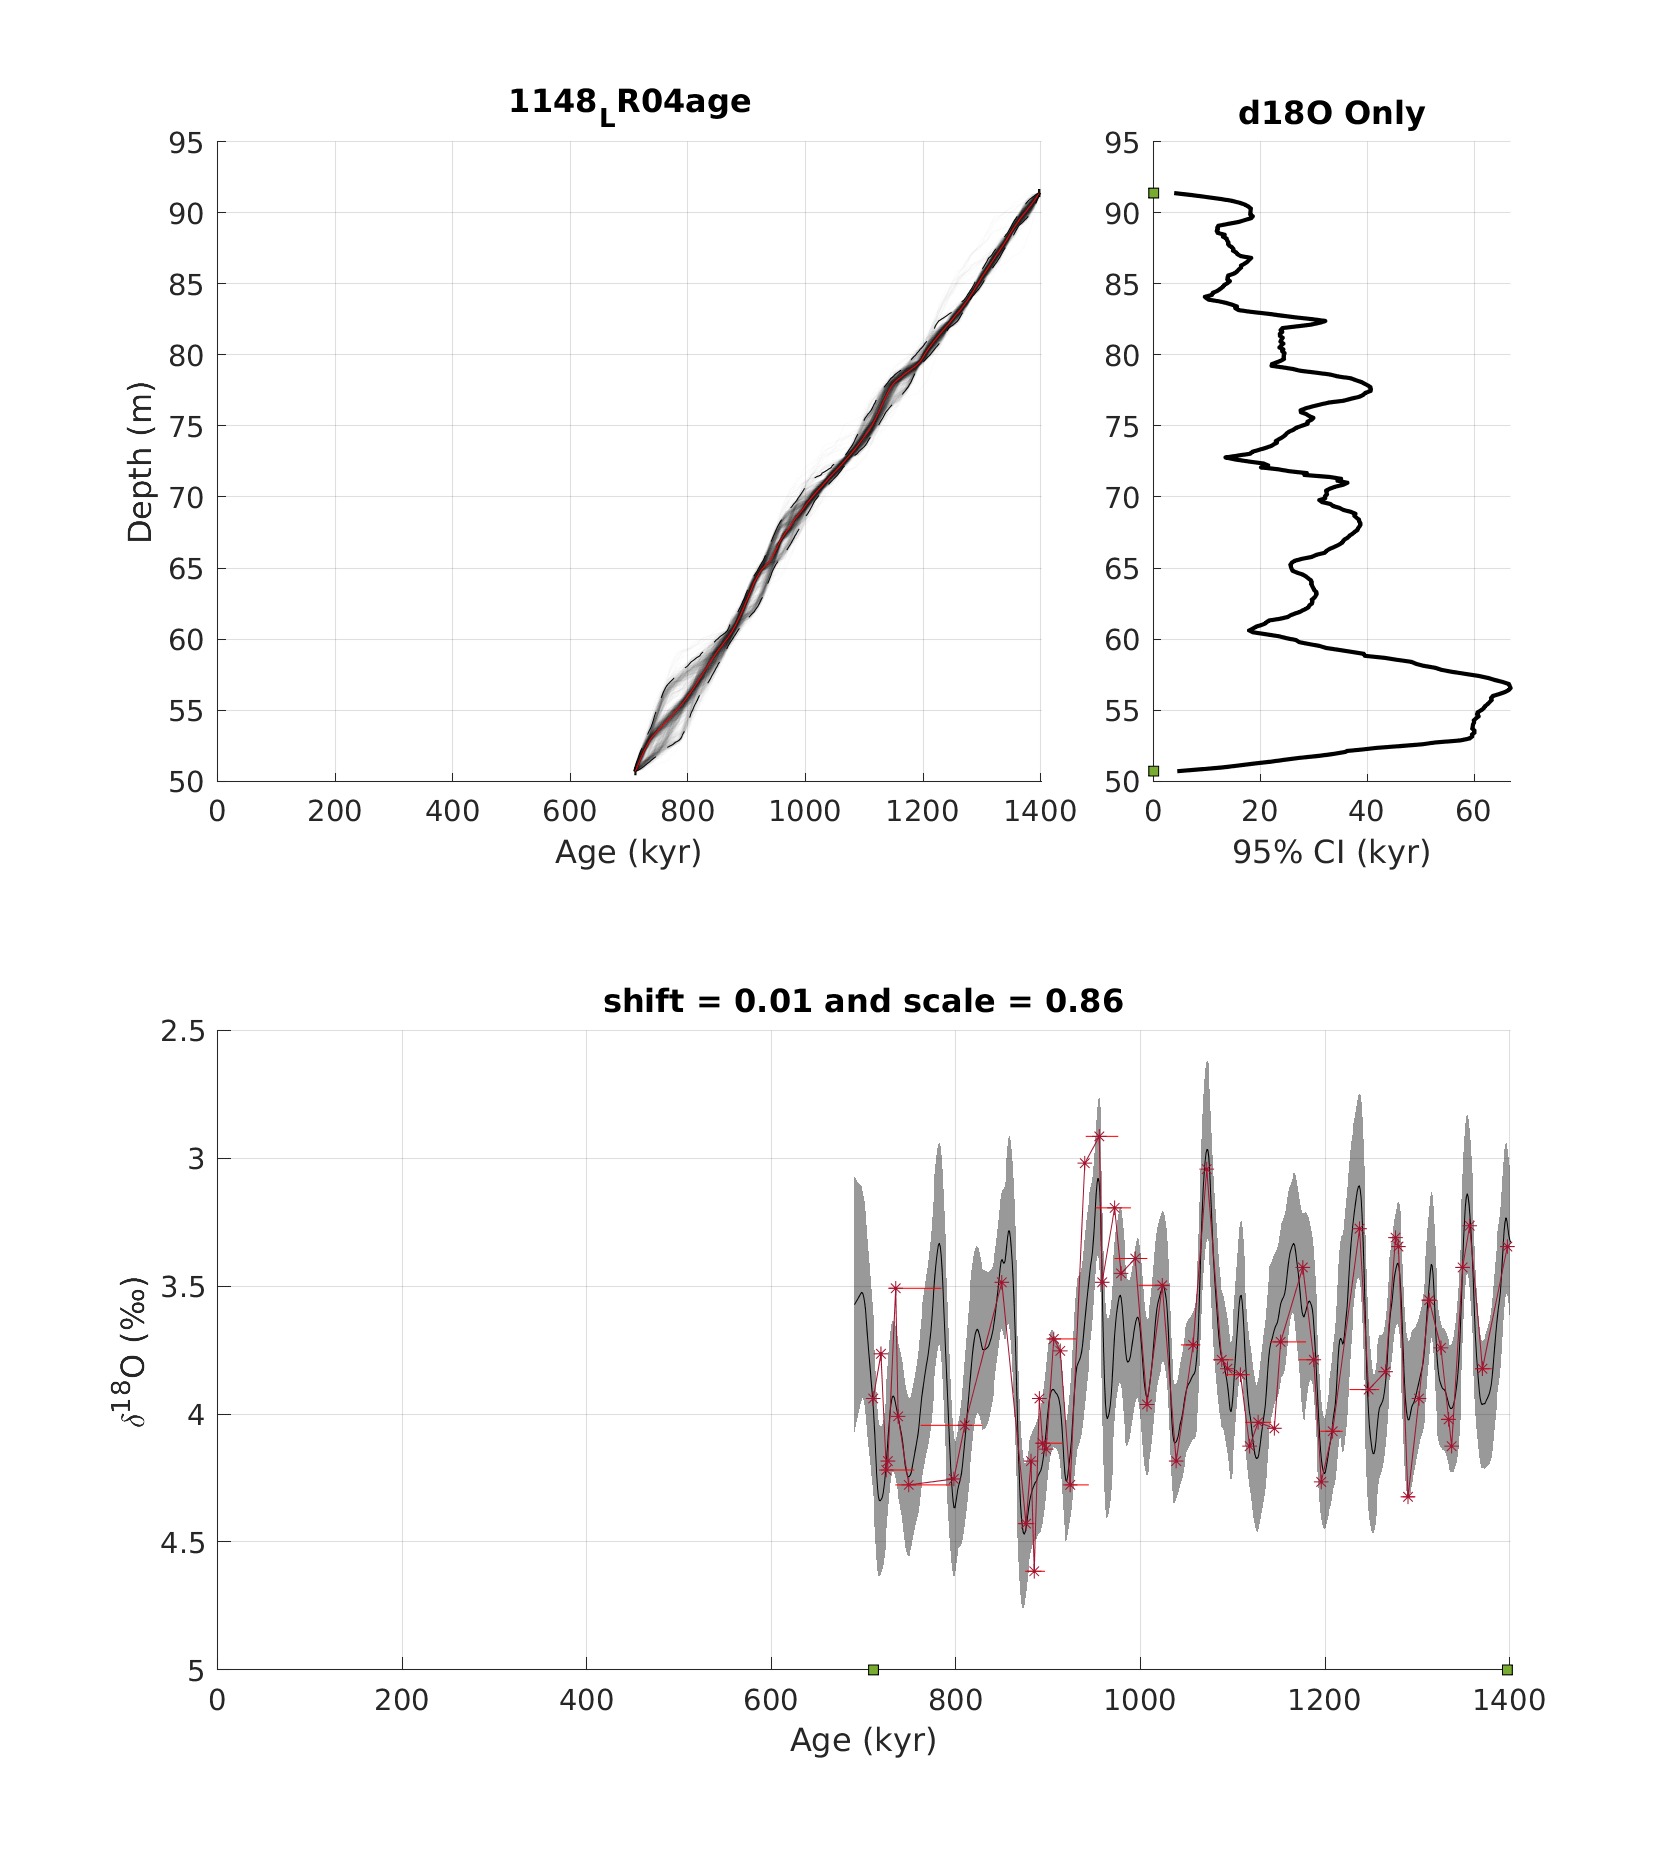 1148LR04age
95
90
85
80
75
70
65
60
55
50
Depth (m)
0 200 400 600 800 1000 1200 1400
Age (kyr)
d18O Only
95
90
85
80
75
70
65
60
55
50
0 20 40 60
95% CI (kyr)
shift = 0.01 and scale = 0.86
2.5
3
3.5
4
4.5
5
δ18O (‰)
0 200 400 600 800 1000 1200 1400
Age (kyr)